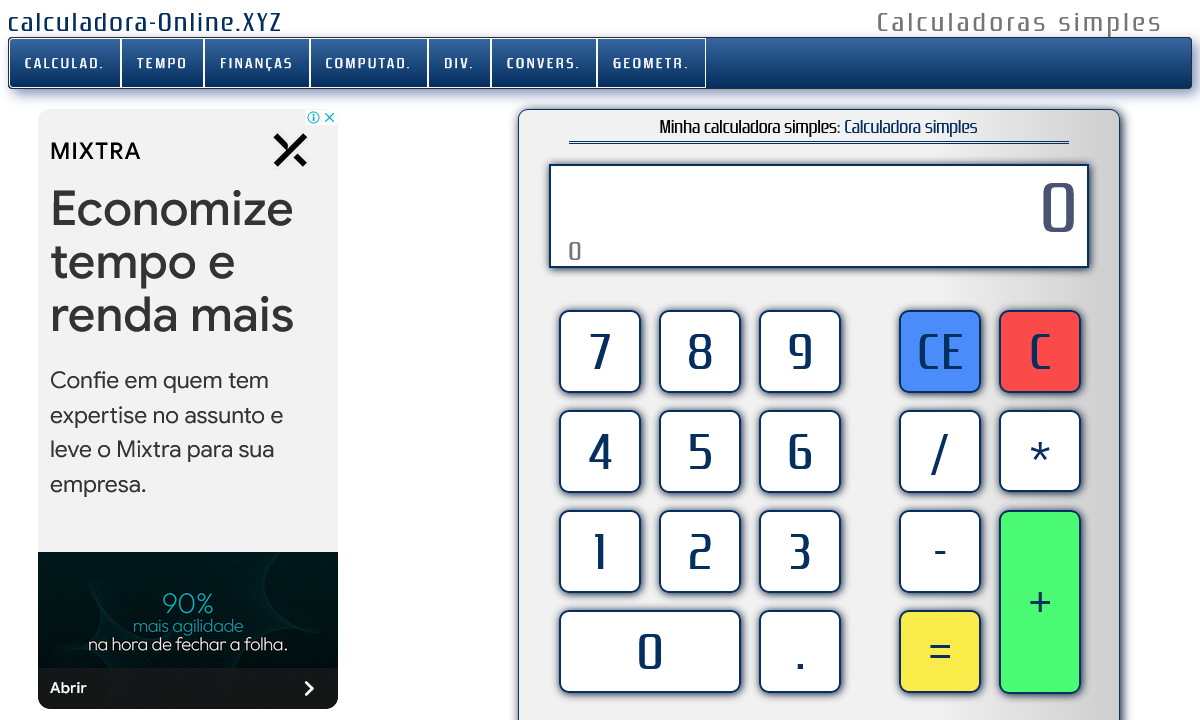 calculadora-Online.XYZ
Calculadoras simples
CALCULAD. TEMPO FINANÇAS COMPUTAD. DIV. CONVERS. GEOMETR.
MIXTRA
Economize
tempo e
renda mais
Confie em quem tem
expertise no assunto e
leve o Mixtra para sua
empresa.
90%
mais agilidade
na hora de fechar a folha.
Abrir
Minha calculadora simples: Calculadora simples
0
0
7 8 9 CE C
4 5 6 / *
1 2 3 - +
0 . =